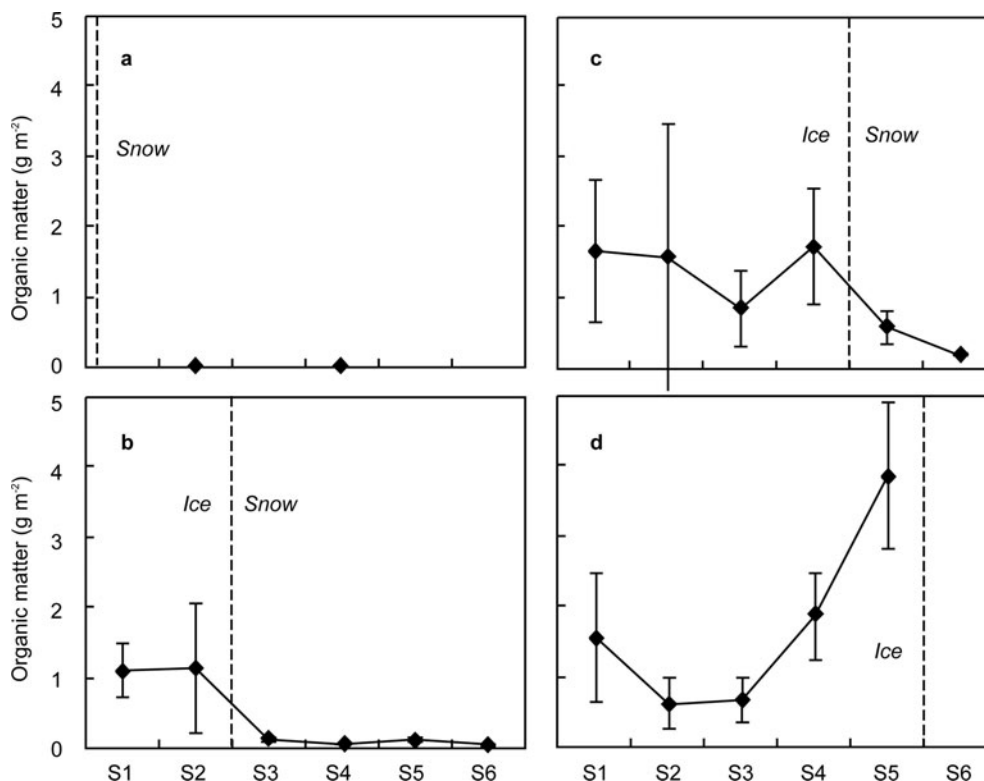 5
4
3
2
1
0
Organic matter (g m-2)
a
Snow
c
Ice
Snow
5
4
3
2
1
0
Organic matter (g m-2)
b
Ice
Snow
S1 S2 S3 S4 S5 S6
d
Ice
S1 S2 S3 S4 S5 S6